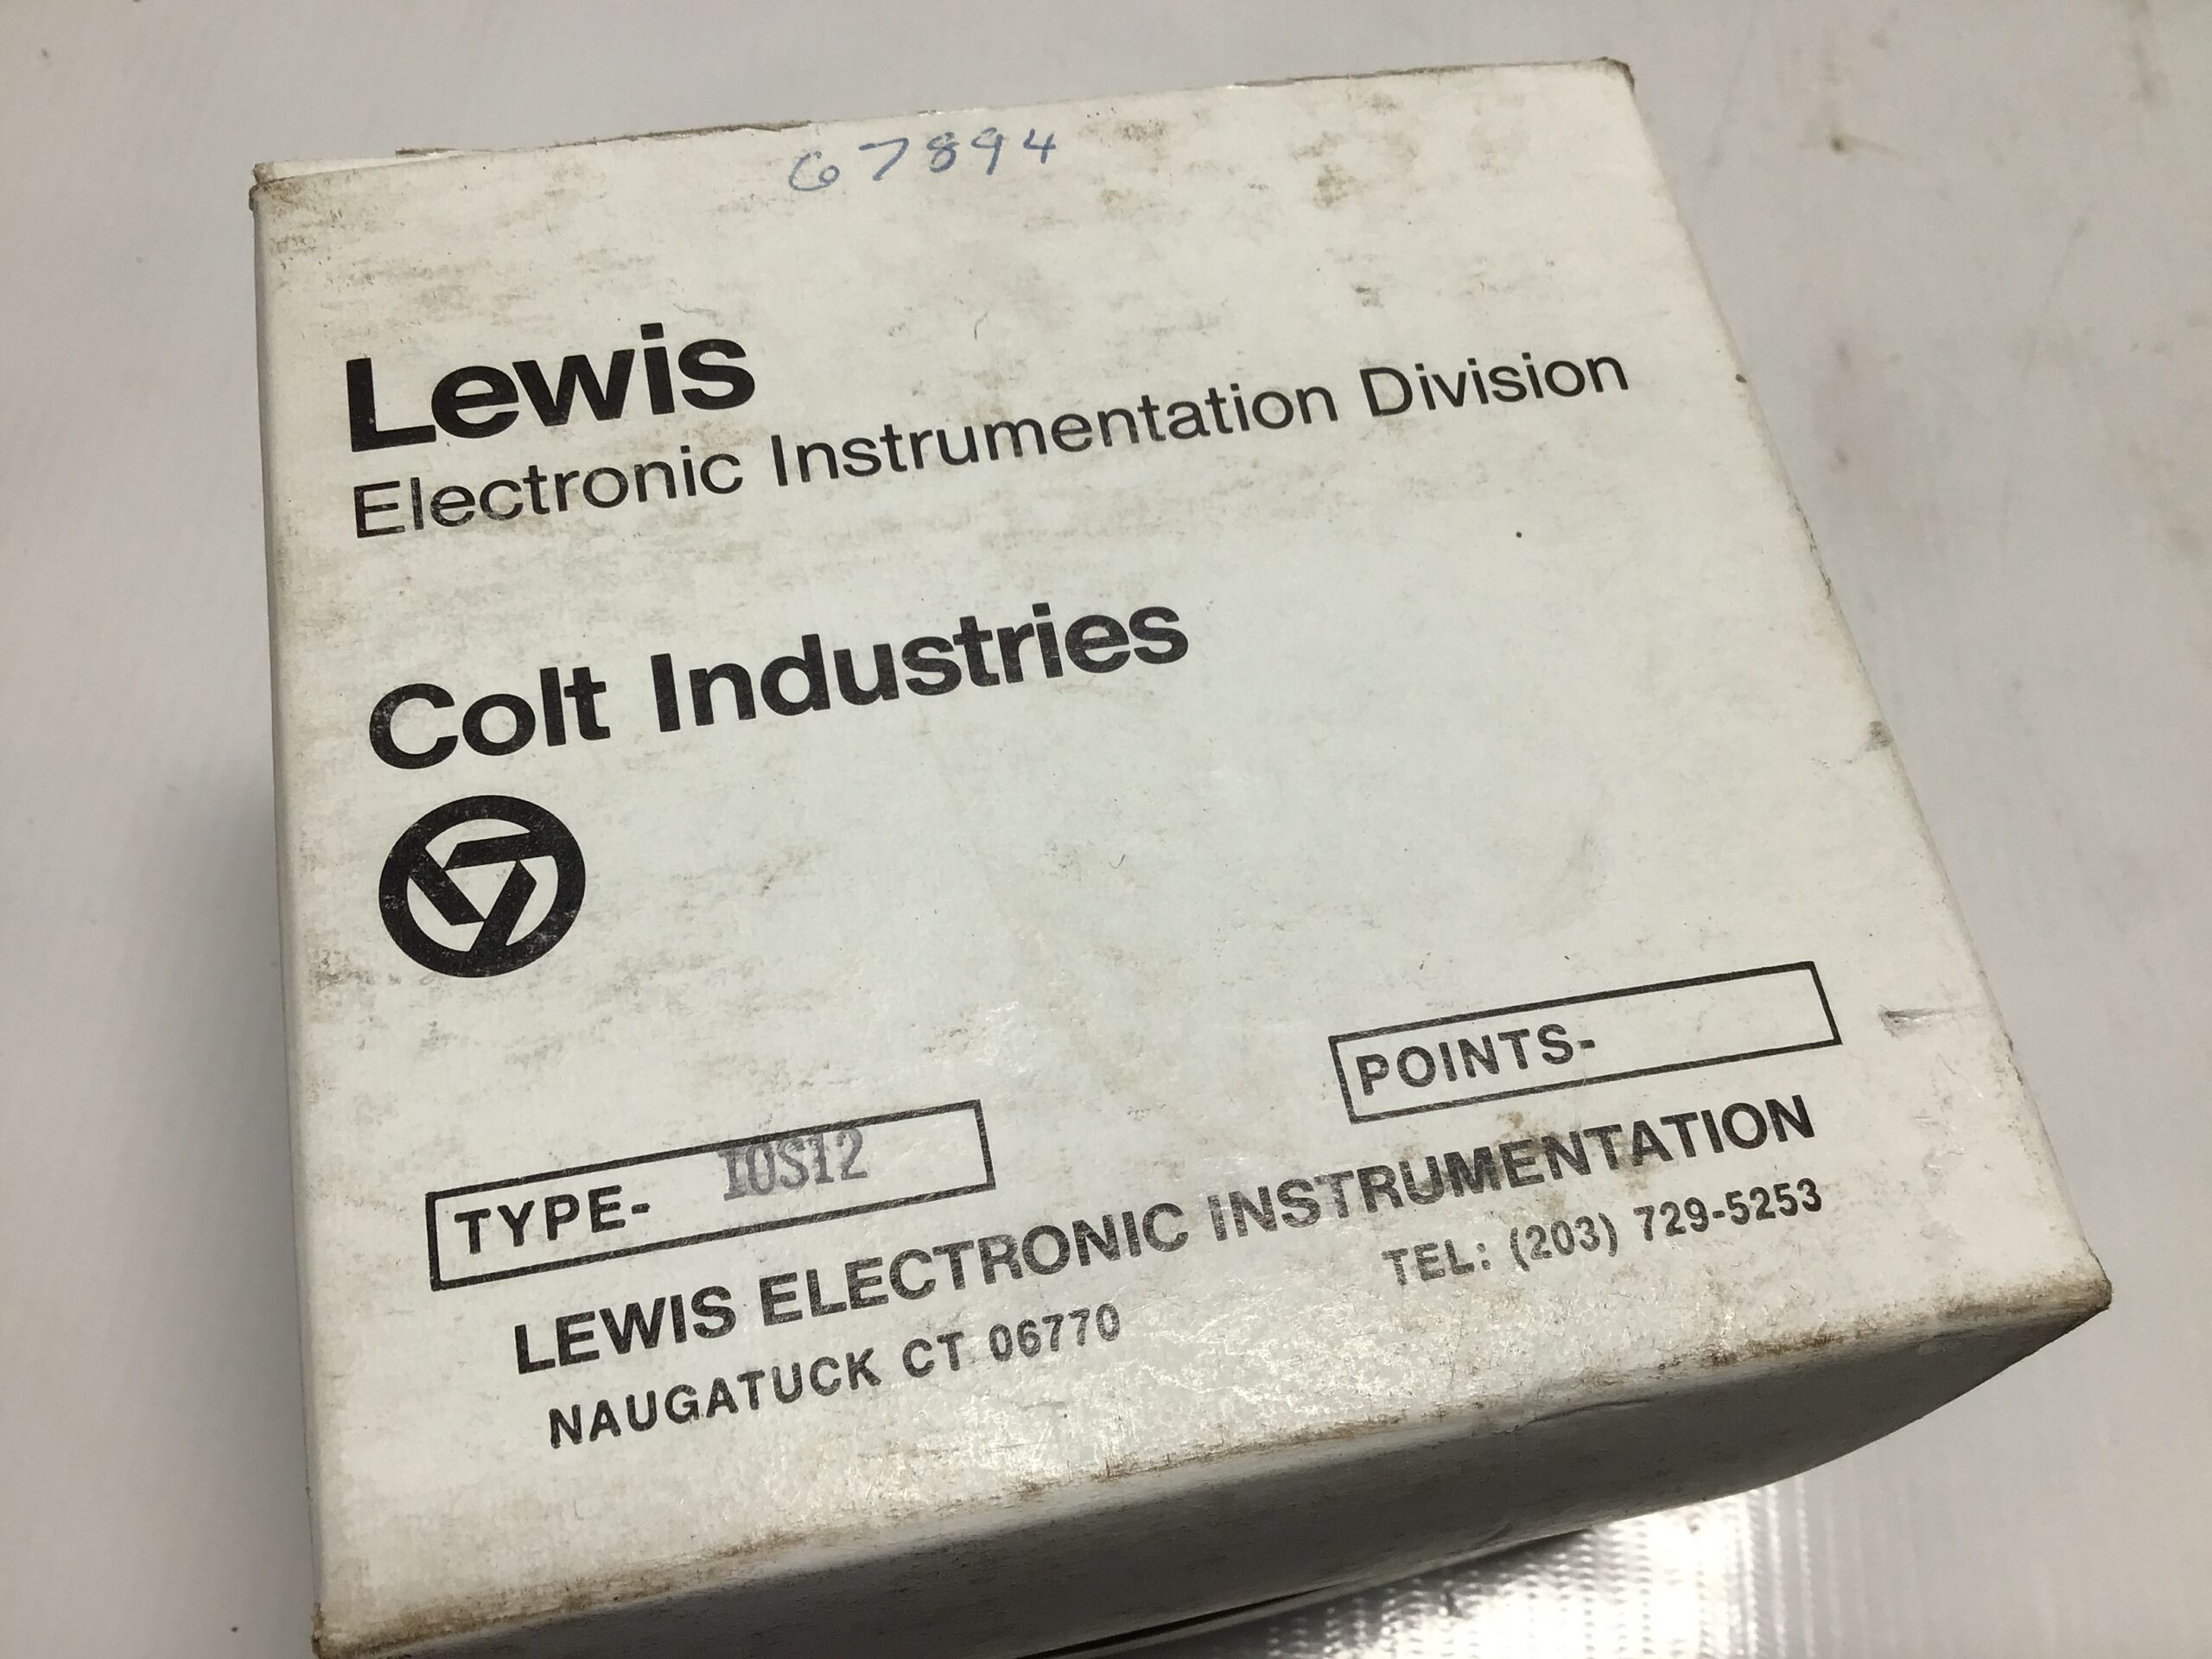 67894
Lewis
Electronic Instrumentation Division
Colt Industries
POINTS-
TYPE- 10S12
LEWIS ELECTRONIC INSTRUMENTATION
NAUGATUCK CT 06770 TEL: (203) 729-5253